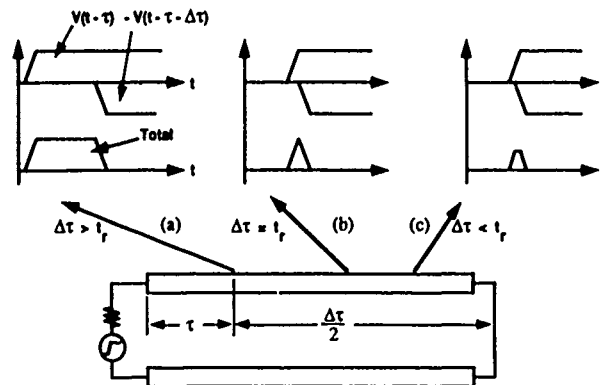 V(t - τ) - V(t - τ - Δτ)
t
Total
t
Δτ > t_r
(a)
Δτ = t_r
(b)
(c)
Δτ < t_r
τ
Δτ
2